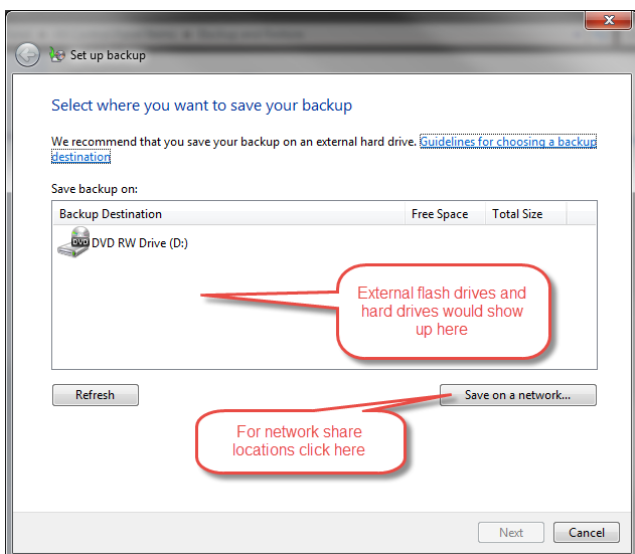 Set up backup
Select where you want to save your backup
We recommend that you save your backup on an external hard drive. Guidelines for choosing a backup
destination
Save backup on:
Backup Destination Free Space Total Size
DVD RW Drive (D:)
External flash drives and
hard drives would show
up here
Refresh Save on a network...
For network share
locations click here
Next Cancel